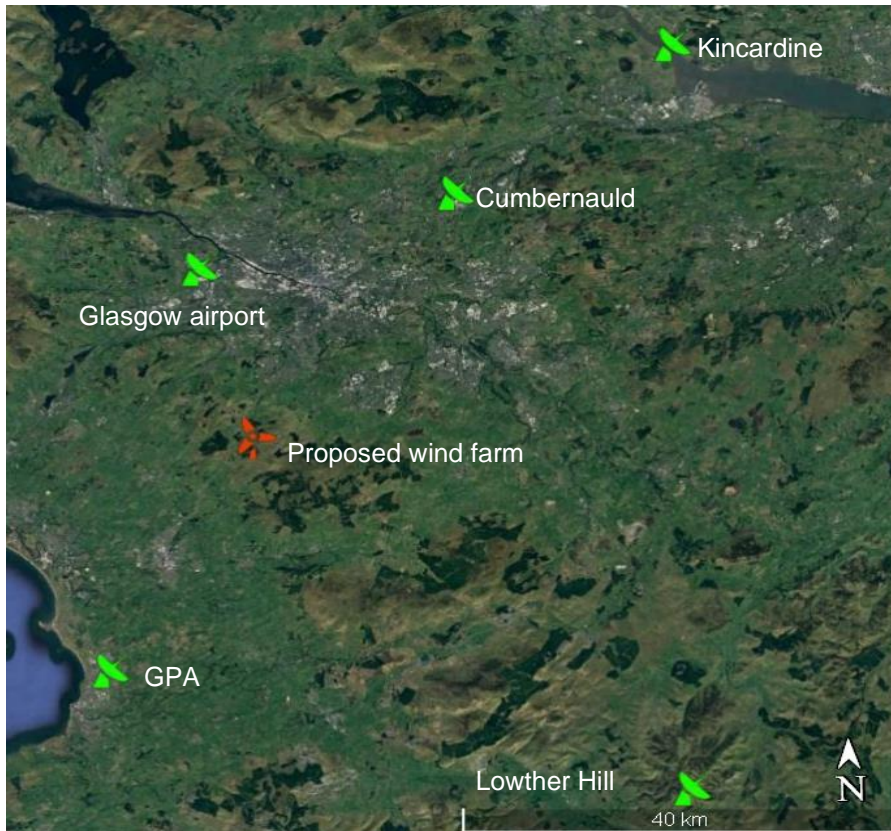 Kincardine
Cumbernauld
Glasgow airport
Proposed wind farm
GPA
Lowther Hill
N
40 km